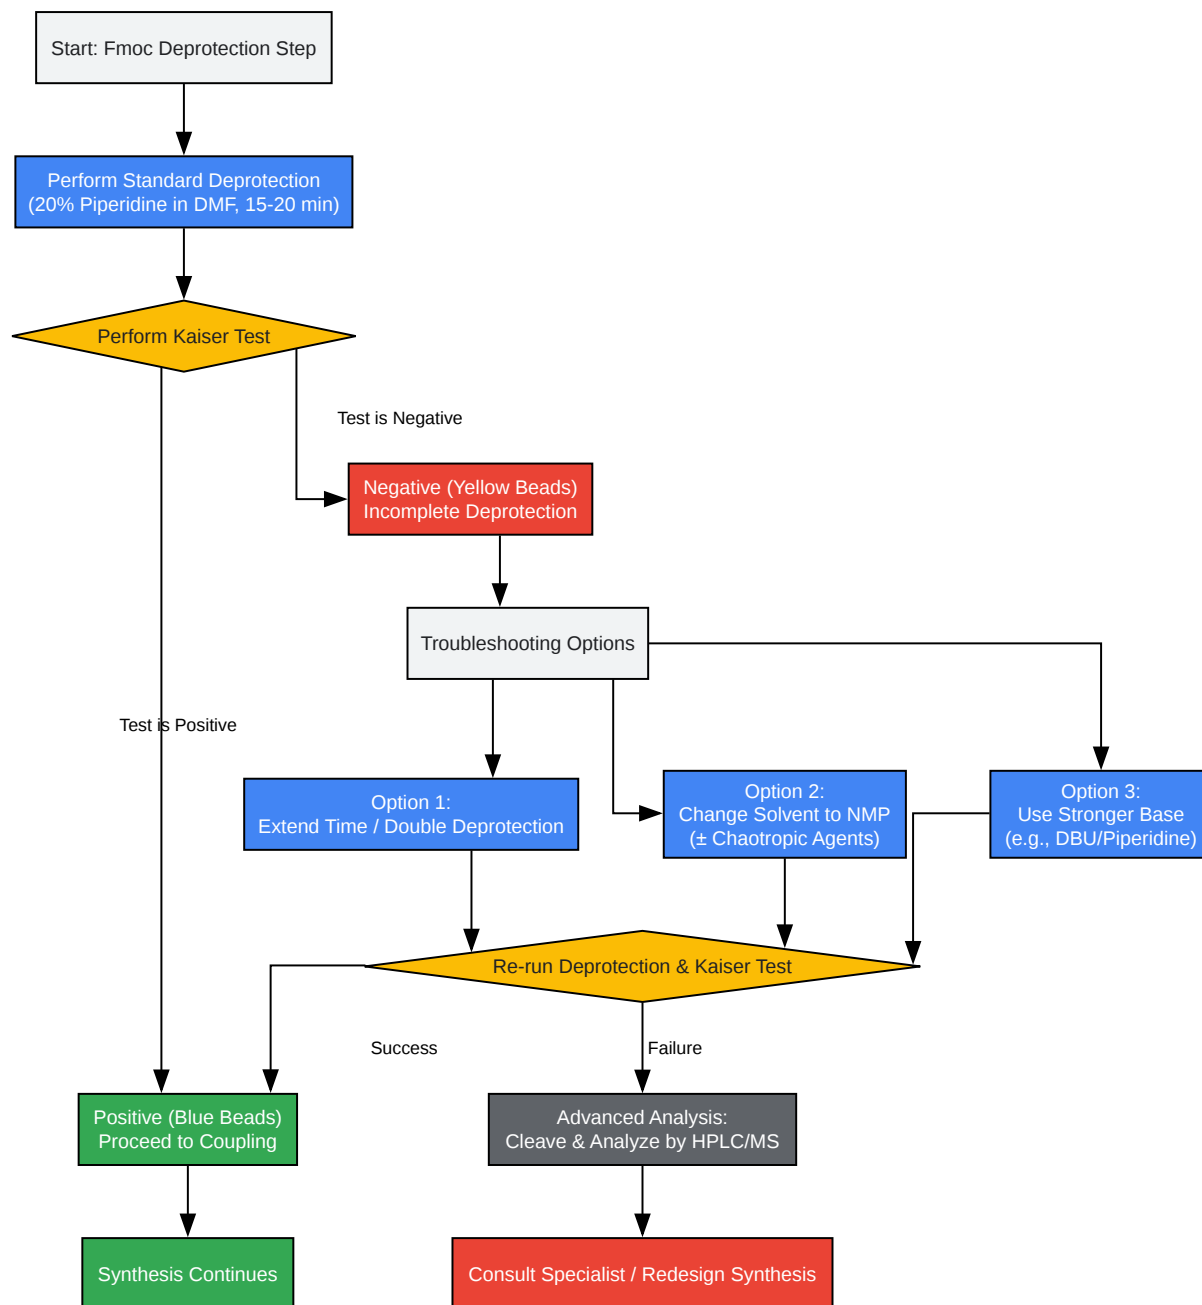 Start: Fmoc Deprotection Step
Perform Standard Deprotection
(20% Piperidine in DMF, 15-20 min)
Perform Kaiser Test
Test is Negative
Negative (Yellow Beads)
Incomplete Deprotection
Troubleshooting Options
Test is Positive
Option 1:
Extend Time / Double Deprotection
Option 2:
Change Solvent to NMP
(± Chaotropic Agents)
Option 3:
Use Stronger Base
(e.g., DBU/Piperidine)
Re-run Deprotection & Kaiser Test
Success
Failure
Positive (Blue Beads)
Proceed to Coupling
Advanced Analysis:
Cleave & Analyze by HPLC/MS
Synthesis Continues
Consult Specialist / Redesign Synthesis